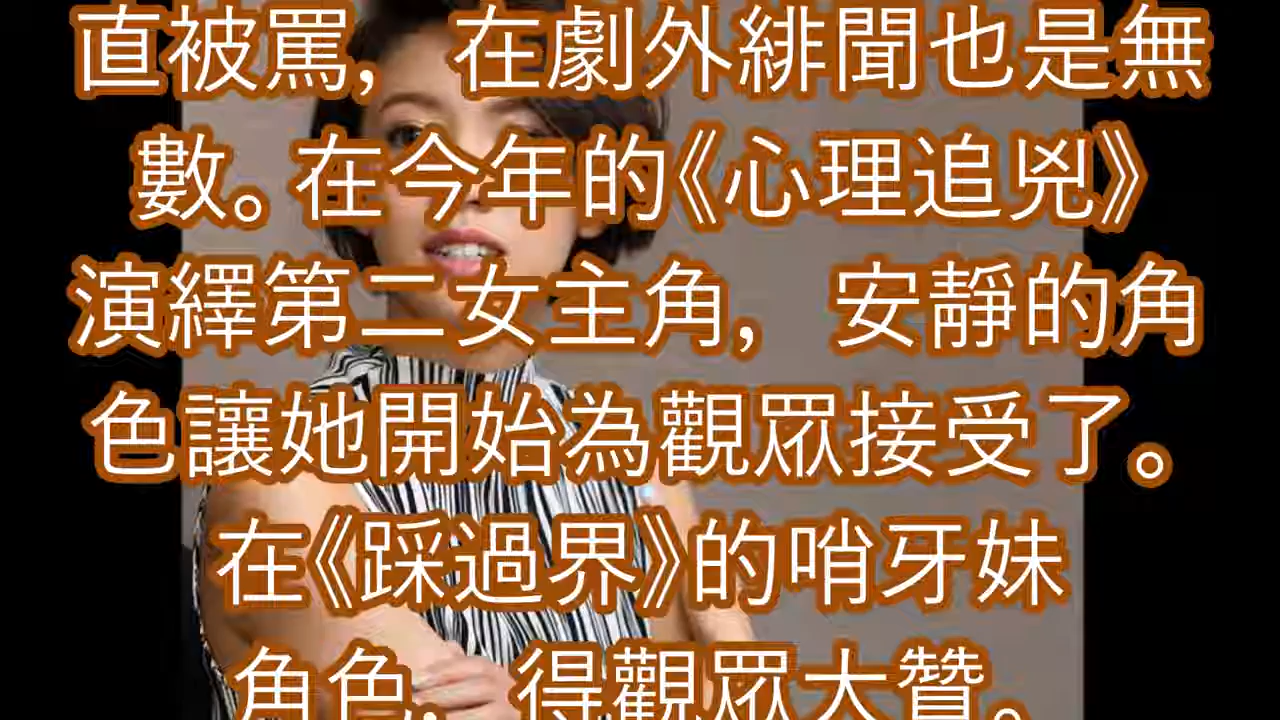 直被罵，在劇外緋聞也是無
數。在今年的《心理追兇》
演繹第二女主角，安靜的角
色讓她開始為觀眾接受了。
在《踩過界》的哨牙妹
角色，得觀眾大贊。